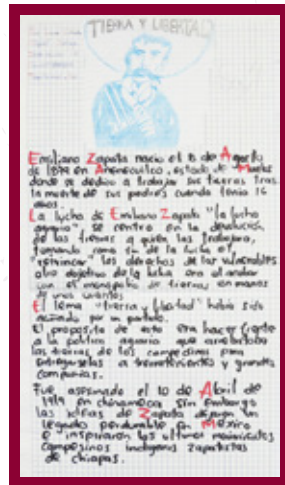 TIERRA Y LIBERTAD
Emiliano Zapata nacio el 8 de Agosto
de 1879 en Anenecuilco, estado de Morelos
donde se dedico a trabajar sus tierras tras
la muerte de sus padres cuando tenia 16
años.
La lucha de Emiliano Zapata "la lucha
agraria", se centro en la devolución
de las tierras a quien las trabajara,
tomando como fin de la lucha el
los derechos de los vulnerables
otro objetivo de la lucha era el acabar
con el monopolio de tierras en manos
de unos cuantos
El lema "tierra y libertad" habia sido
acuñado por un partido.
El proposito de esto era hacer frente
a la politica agraria que arrebataba
las tierras de los campesinos para
entregarselas a terratenientes y grandes
compañias.
Fue asesinado el 10 de Abril de
1919 en chinameca sin embargo
las ideas de Zapata dejaron un
legado perdurable en México
e inspiraron los ultimos movimientos
campesinos indigenas zapatistas
de chiapas.